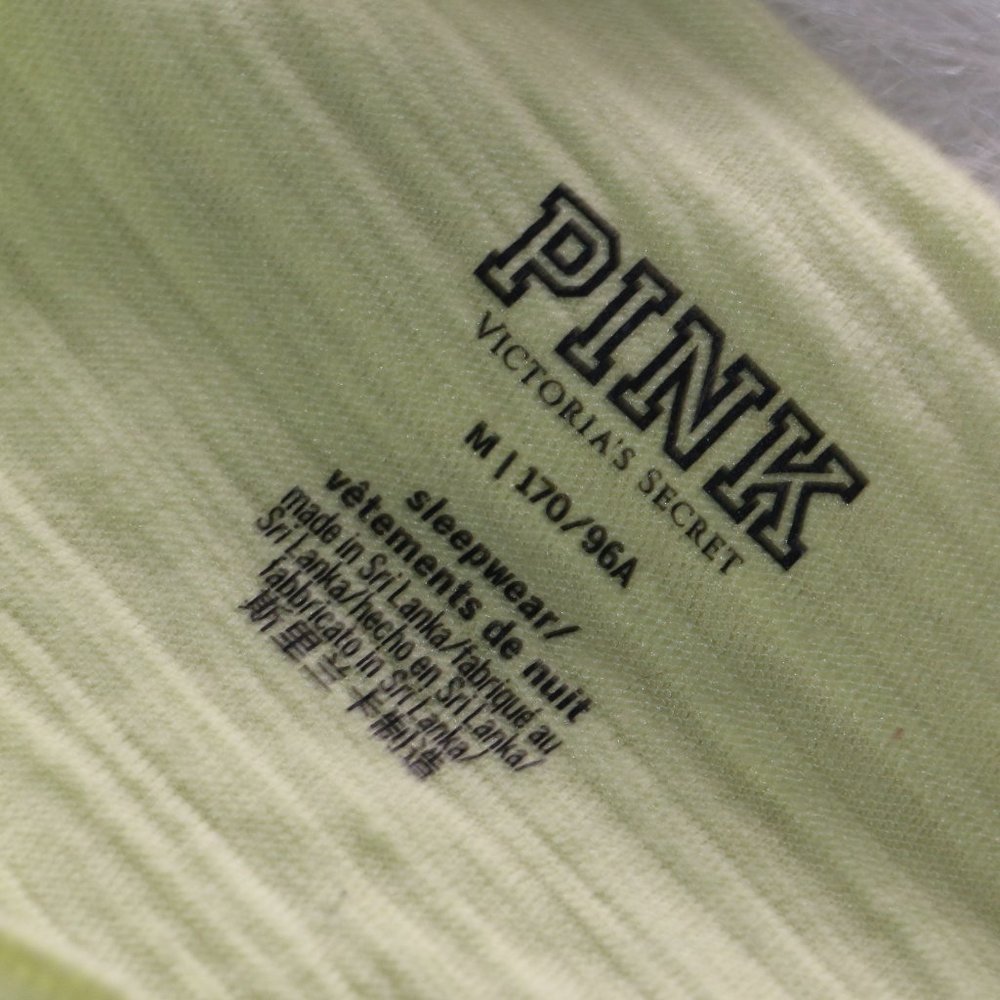 PINK
VICTORIA'S SECRET
M | 170/96A
sleepwear/
vêtements de nuit
made in Sri Lanka/fabriqué au
Sri Lanka/hecho en Sri Lanka/
fabbricato in Sri Lanka/
斯里兰卡制造